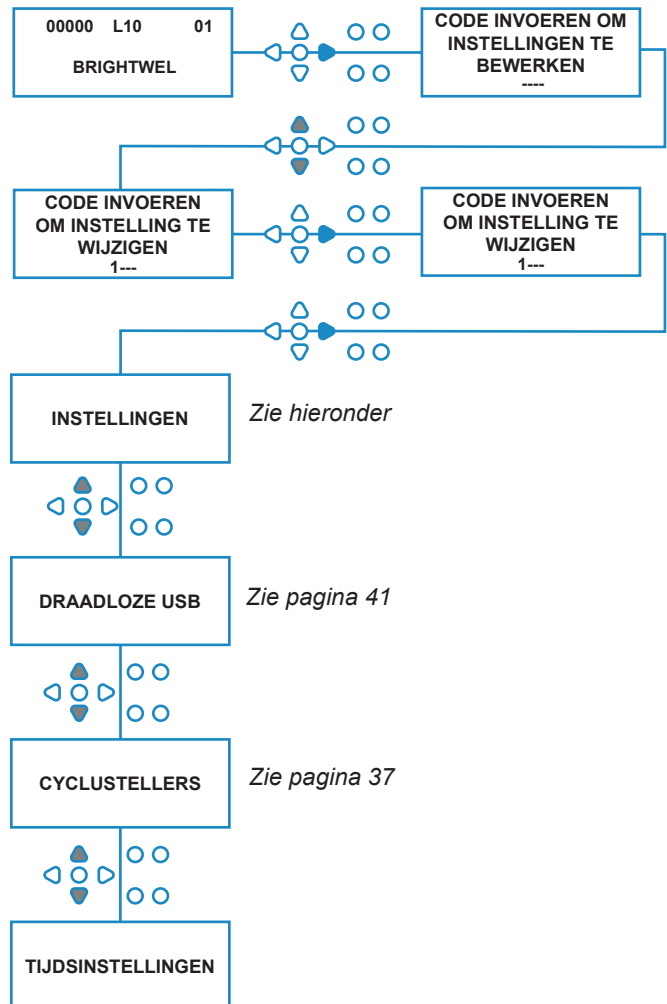 00000 L10 01
BRIGHTWEL
CODE INVOEREN OM
INSTELLINGEN TE
BEWERKEN
----
CODE INVOEREN
OM INSTELLING TE
WIJZIGEN
1---
CODE INVOEREN
OM INSTELLING TE
WIJZIGEN
1---
INSTELLINGEN
Zie hieronder
DRAADLOZE USB
Zie pagina 41
CYCLUSTELLERS
Zie pagina 37
TIJDSINSTELLINGEN